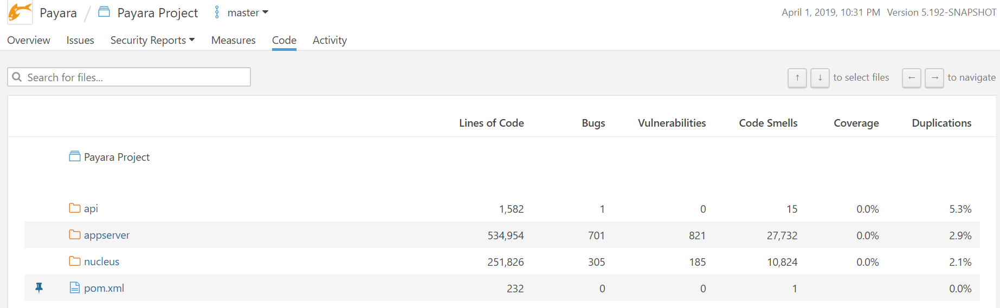 Payara / Payara Project master April 1, 2019, 10:31 PM Version 5.192-SNAPSHOT
Overview Issues Security Reports Measures Code Activity
Search for files... ↑ ↓ to select files ← → to navigate
Lines of Code Bugs Vulnerabilities Code Smells Coverage Duplications
Payara Project
api 1,582 1 0 15 0.0% 5.3%
appserver 534,954 701 821 27,732 0.0% 2.9%
nucleus 251,826 305 185 10,824 0.0% 2.1%
pom.xml 232 0 0 1 0.0%